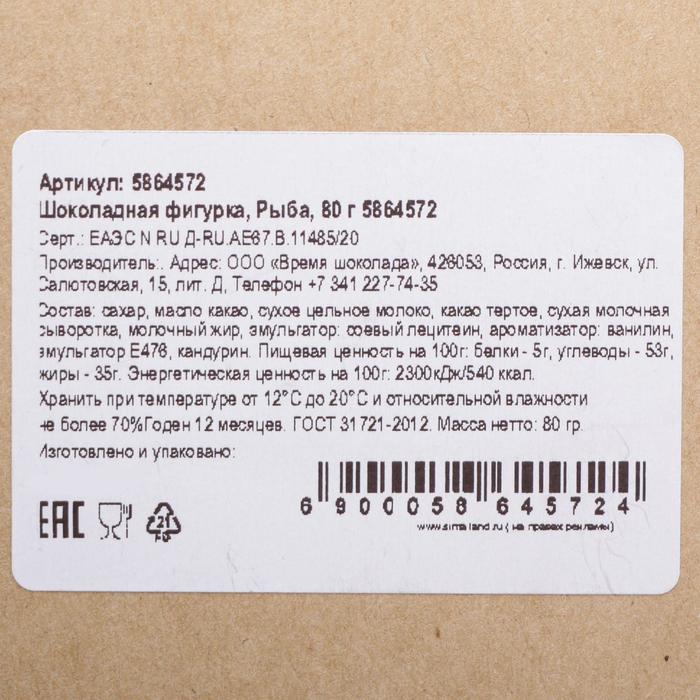 Артикул: 5864572
Шоколадная фигурка, Рыба, 80 г 5864572
Серт.: ЕАЭС N RU Д-RU.АЕ67.В.11485/20
Производитель:. Адрес: ООО «Время шоколада», 426053, Россия, г. Ижевск, ул.
Салютовская, 15, лит. Д, Телефон +7 341 227-74-35
Состав: сахар, масло какао, сухое цельное молоко, какао тертое, сухая молочная
сыворотка, молочный жир, эмульгатор: соевый лецитеин, ароматизатор: ванилин,
эмульгатор Е476, кандурин. Пищевая ценность на 100г: белки - 5г, углеводы - 53г,
жиры - 35г. Энергетическая ценность на 100г: 2300кДж/540 ккал.
Хранить при температуре от 12°С до 20°С и относительной влажности
не более 70%Годен 12 месяцев. ГОСТ 31721-2012. Масса нетто: 80 гр.
Изготовлено и упаковано:
6 900058 645724
www.sima-land.ru ( на правах рекламы)
ЕАС
21